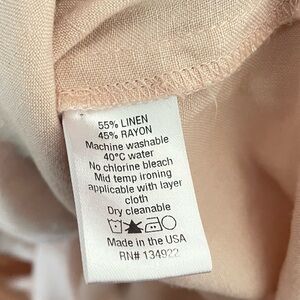 55% LINEN
45% RAYON
Machine washable
40°C water
No chlorine bleach
Mid temp ironing
applicable with layer
cloth
Dry cleanable
Made in the USA
RN# 134922